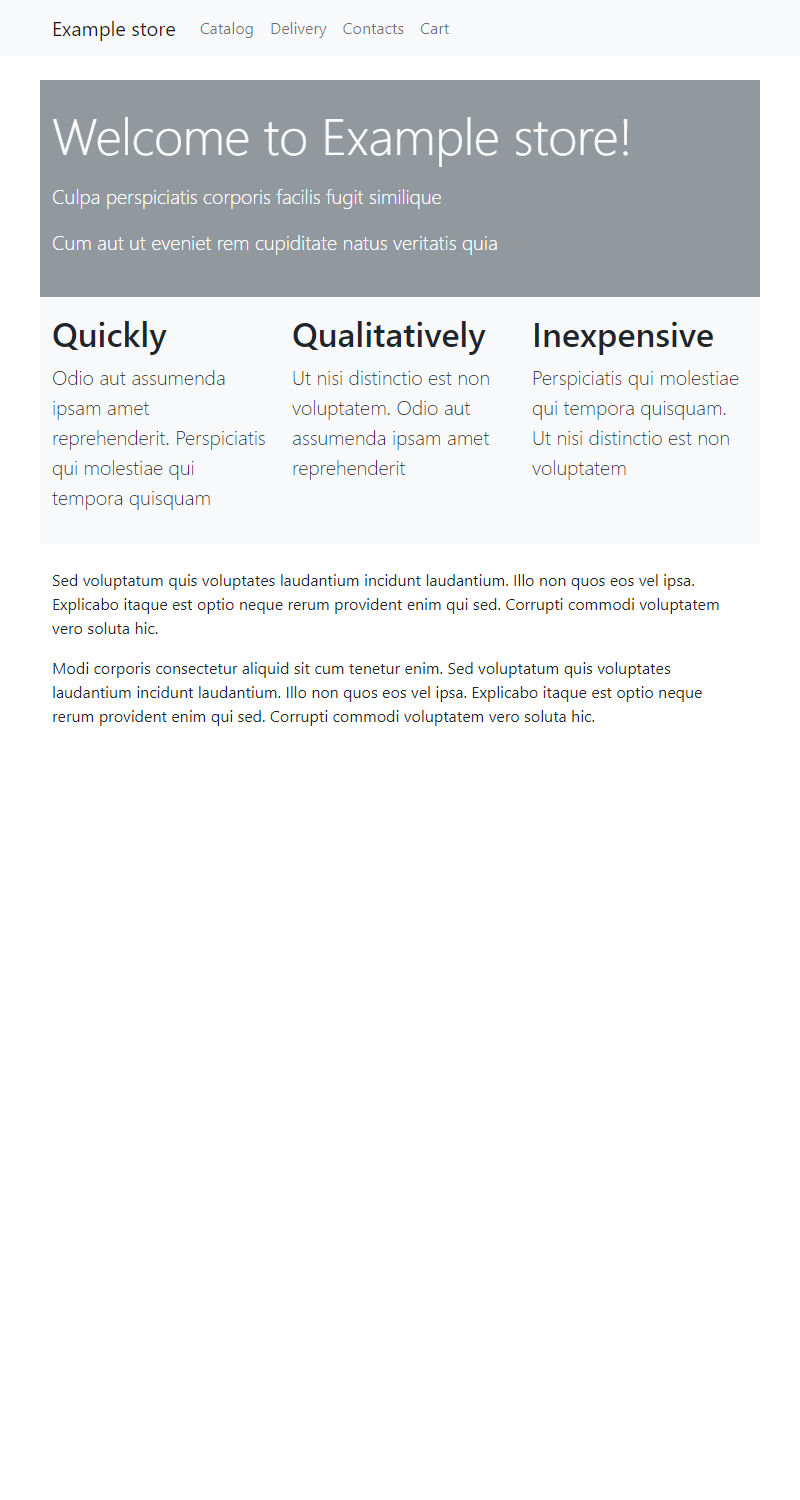 Example store Catalog Delivery Contacts Cart
Welcome to Example store!
Culpa perspiciatis corporis facilis fugit similique
Cum aut ut eveniet rem cupiditate natus veritatis quia
Quickly
Odio aut assumenda
ipsam amet
reprehenderit. Perspiciatis
qui molestiae qui
tempora quisquam
Qualitatively
Ut nisi distinctio est non
voluptatem. Odio aut
assumenda ipsam amet
reprehenderit
Inexpensive
Perspiciatis qui molestiae
qui tempora quisquam.
Ut nisi distinctio est non
voluptatem
Sed voluptatum quis voluptates laudantium incidunt laudantium. Illo non quos eos vel ipsa.
Explicabo itaque est optio neque rerum provident enim qui sed. Corrupti commodi voluptatem
vero soluta hic.
Modi corporis consectetur aliquid sit cum tenetur enim. Sed voluptatum quis voluptates
laudantium incidunt laudantium. Illo non quos eos vel ipsa. Explicabo itaque est optio neque
rerum provident enim qui sed. Corrupti commodi voluptatem vero soluta hic.